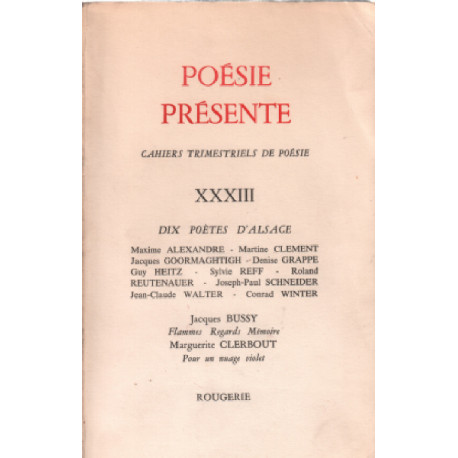 POÉSIE
PRÉSENTE
CAHIERS TRIMESTRIELS DE POÉSIE
XXXIII
DIX POÈTES D'ALSACE
Maxime ALEXANDRE - Martine CLEMENT
Jacques GOORMAGHTIGH - Denise GRAPPE
Guy HEITZ - Sylvie REFF - Roland
REUTENAUER - Joseph-Paul SCHNEIDER
Jean-Claude WALTER - Conrad WINTER
Jacques BUSSY
Flammes Regards Mémoire
Marguerite CLERBOUT
Pour un nuage violet
ROUGERIE